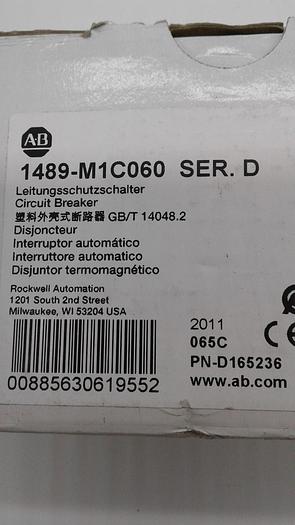 AB
1489-M1C060 SER. D
Leitungsschutzschalter
Circuit Breaker
塑料外壳式断路器 GB/T 14048.2
Disjoncteur
Interruptor automático
Interruttore automatico
Disjuntor termomagnético
Rockwell Automation
1201 South 2nd Street
Milwaukee, WI 53204 USA
2011
065C
CE
PN-D165236
www.ab.com
00885630619552